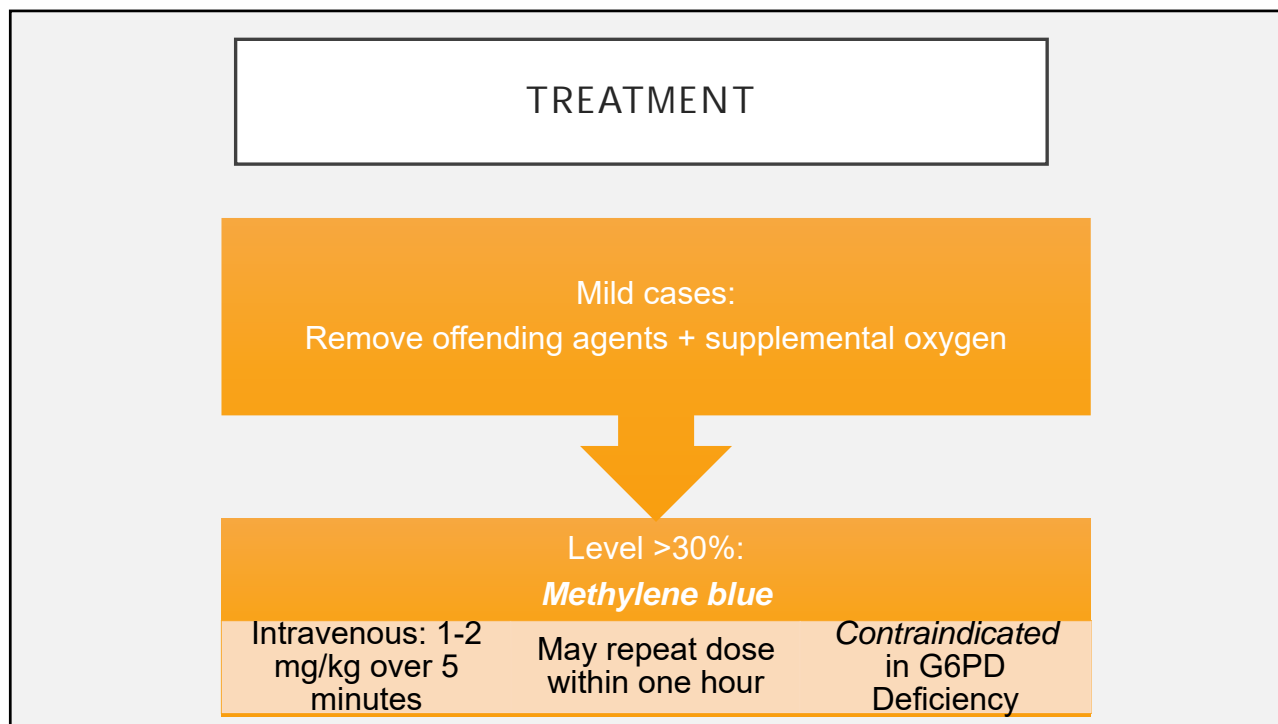 TREATMENT
Mild cases:
Remove offending agents + supplemental oxygen
Level >30%:
Methylene blue
Intravenous: 1-2
mg/kg over 5
minutes
May repeat dose
within one hour
Contraindicated
in G6PD
Deficiency